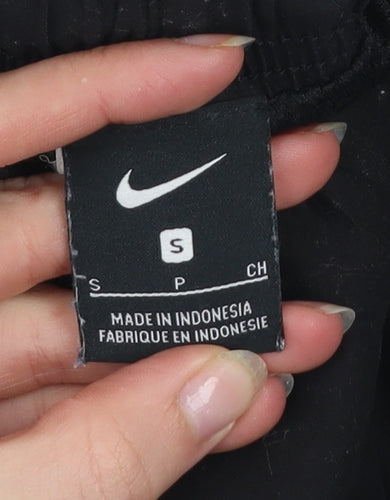 S
S P CH
MADE IN INDONESIA
FABRIQUE EN INDONESIE